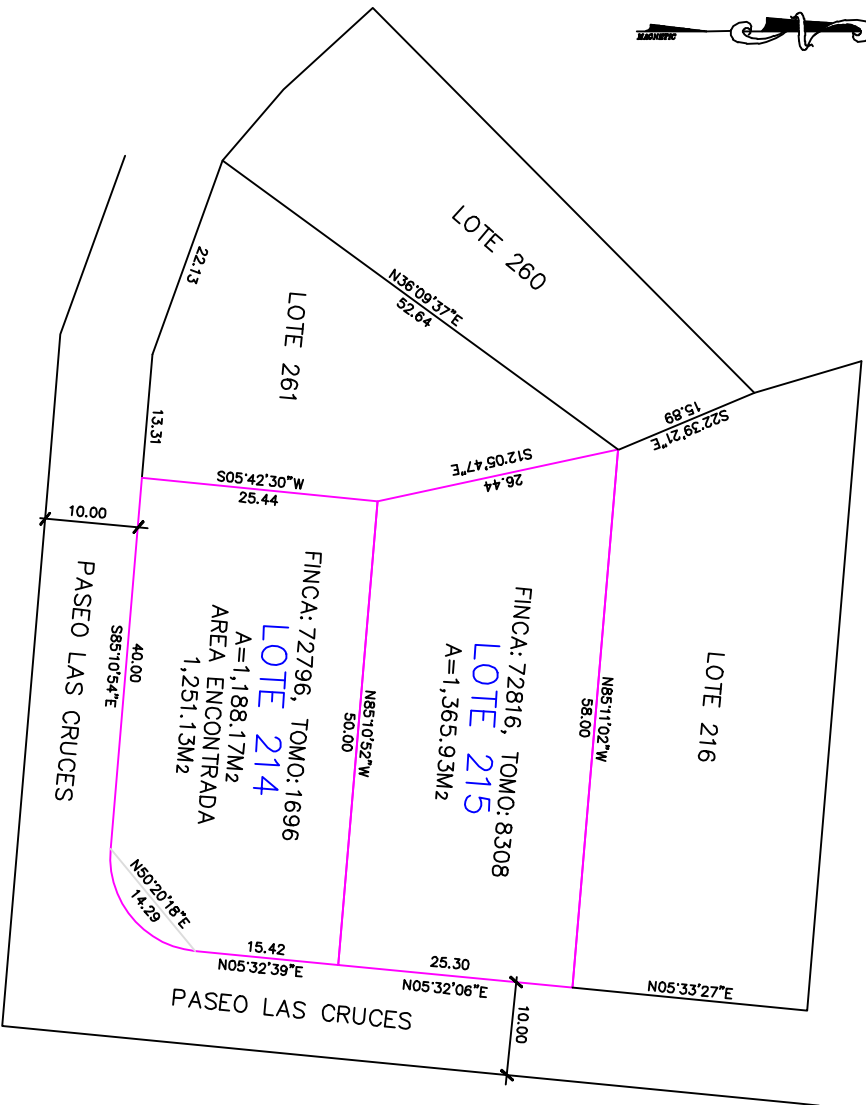 MAGNETIC
LOTE 260
N36°09'37"E
52.64
22.13
LOTE 261
13.31
15.89
S22°39'21"E
S12°05'47"E
26.44
S05°42'30"W
25.44
10.00
PASEO LAS CRUCES
40.00
S85°10'54"E
FINCA: 72796, TOMO: 1696
LOTE 214
A=1,188.17M2
AREA ENCONTRADA
1,251.13M2
N85°10'52"W
50.00
FINCA: 72816, TOMO: 8308
LOTE 215
A=1,365.93M2
N85°11'02"W
58.00
LOTE 216
N50°20'18"E
14.29
15.42
N05°32'39"E
25.30
N05°32'06"E
N05°33'27"E
10.00
PASEO LAS CRUCES